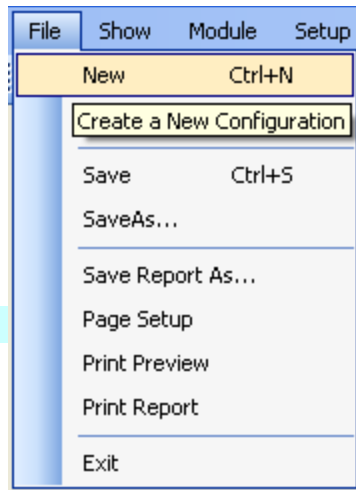 File Show Module Setup
New Ctrl+N
Create a New Configuration
Save Ctrl+S
SaveAs...
Save Report As...
Page Setup
Print Preview
Print Report
Exit